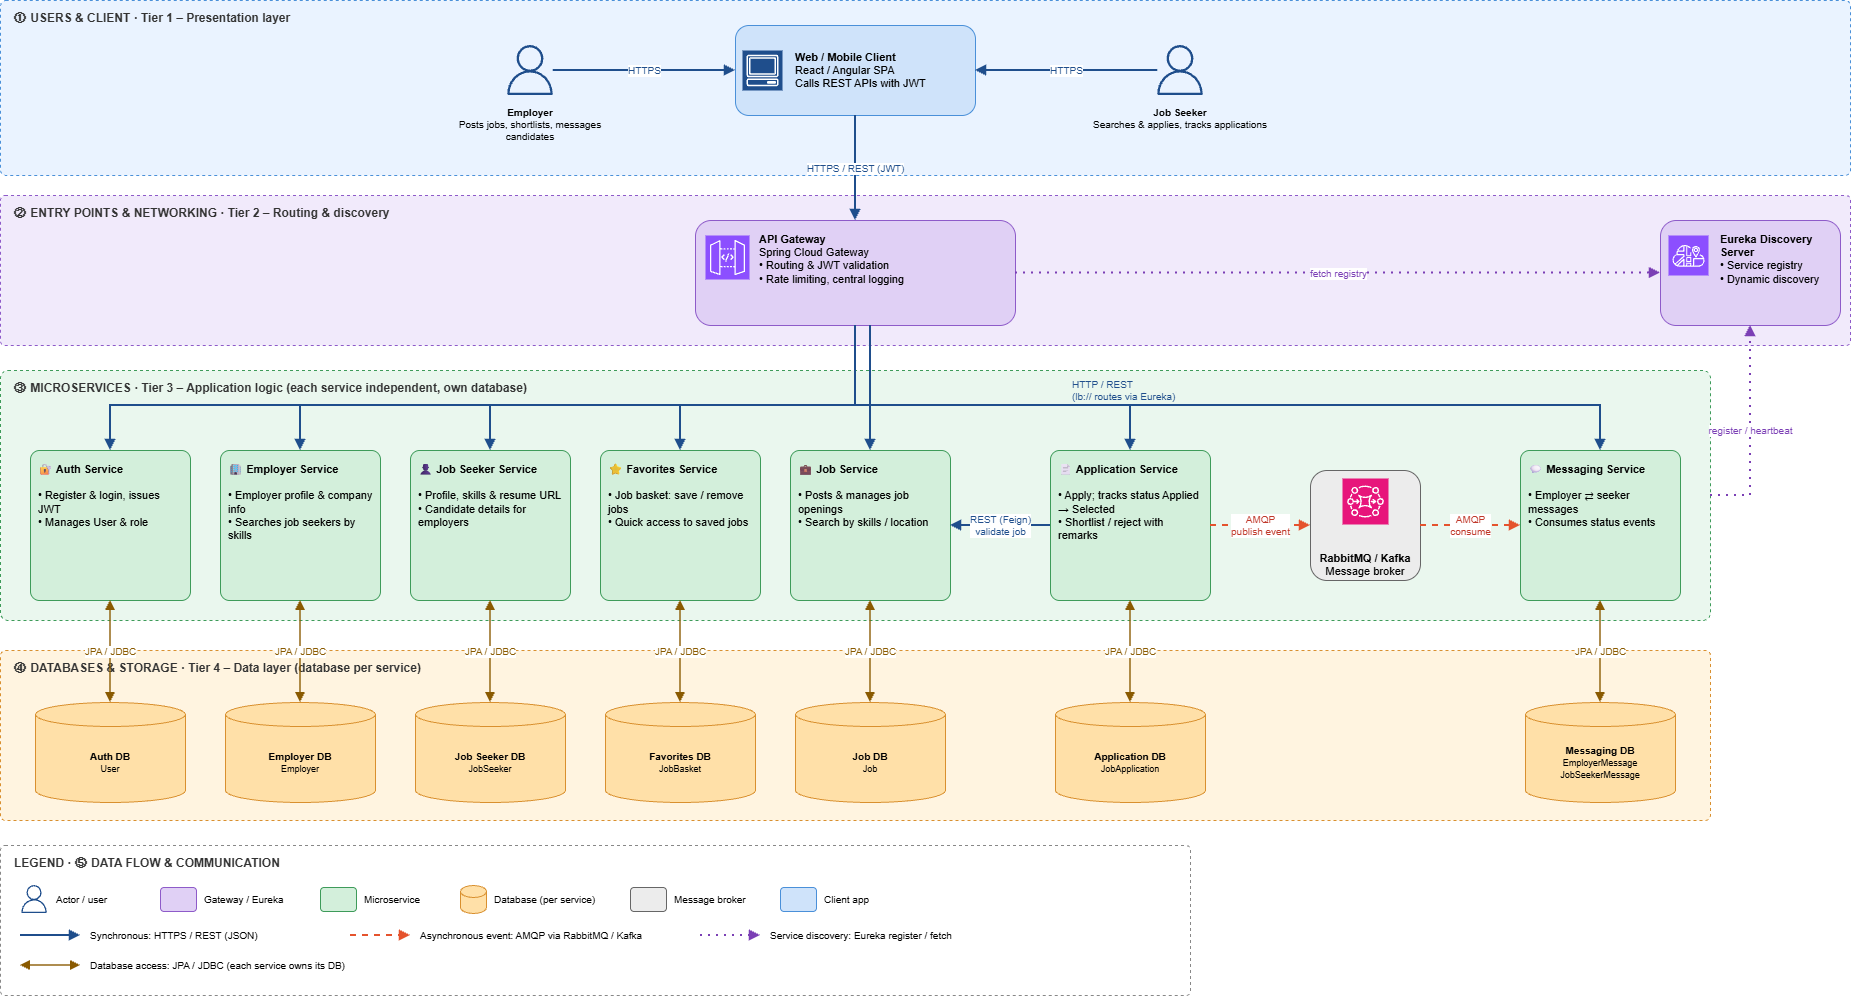 ① USERS & CLIENT · Tier 1 – Presentation layer
HTTPS
Web / Mobile Client
React / Angular SPA
Calls REST APIs with JWT
HTTPS
Employer
Posts jobs, shortlists, messages
candidates
Job Seeker
Searches & applies, tracks applications
HTTPS / REST (JWT)
② ENTRY POINTS & NETWORKING · Tier 2 – Routing & discovery
API Gateway
Spring Cloud Gateway
• Routing & JWT validation
• Rate limiting, central logging
fetch registry
Eureka Discovery
Server
• Service registry
• Dynamic discovery
③ MICROSERVICES · Tier 3 – Application logic (each service independent, own database)
HTTP / REST
(lb:// routes via Eureka)
register / heartbeat
Auth Service
• Register & login, issues
JWT
• Manages User & role
Employer Service
• Employer profile & company
info
• Searches job seekers by
skills
Job Seeker Service
• Profile, skills & resume URL
• Candidate details for
employers
Favorites Service
• Job basket: save / remove
jobs
• Quick access to saved jobs
Job Service
• Posts & manages job
openings
• Search by skills / location
REST (Feign)
validate job
Application Service
• Apply; tracks status Applied
→ Selected
• Shortlist / reject with
remarks
AMQP
publish event
RabbitMQ / Kafka
Message broker
AMQP
consume
Messaging Service
• Employer ⇄ seeker
messages
• Consumes status events
JPA / JDBC
JPA / JDBC
JPA / JDBC
JPA / JDBC
JPA / JDBC
JPA / JDBC
JPA / JDBC
④ DATABASES & STORAGE · Tier 4 – Data layer (database per service)
Auth DB
User
Employer DB
Employer
Job Seeker DB
JobSeeker
Favorites DB
JobBasket
Job DB
Job
Application DB
JobApplication
Messaging DB
EmployerMessage
JobSeekerMessage
LEGEND · ⑤ DATA FLOW & COMMUNICATION
Actor / user
Gateway / Eureka
Microservice
Database (per service)
Message broker
Client app
Synchronous: HTTPS / REST (JSON)
Asynchronous event: AMQP via RabbitMQ / Kafka
Service discovery: Eureka register / fetch
Database access: JPA / JDBC (each service owns its DB)